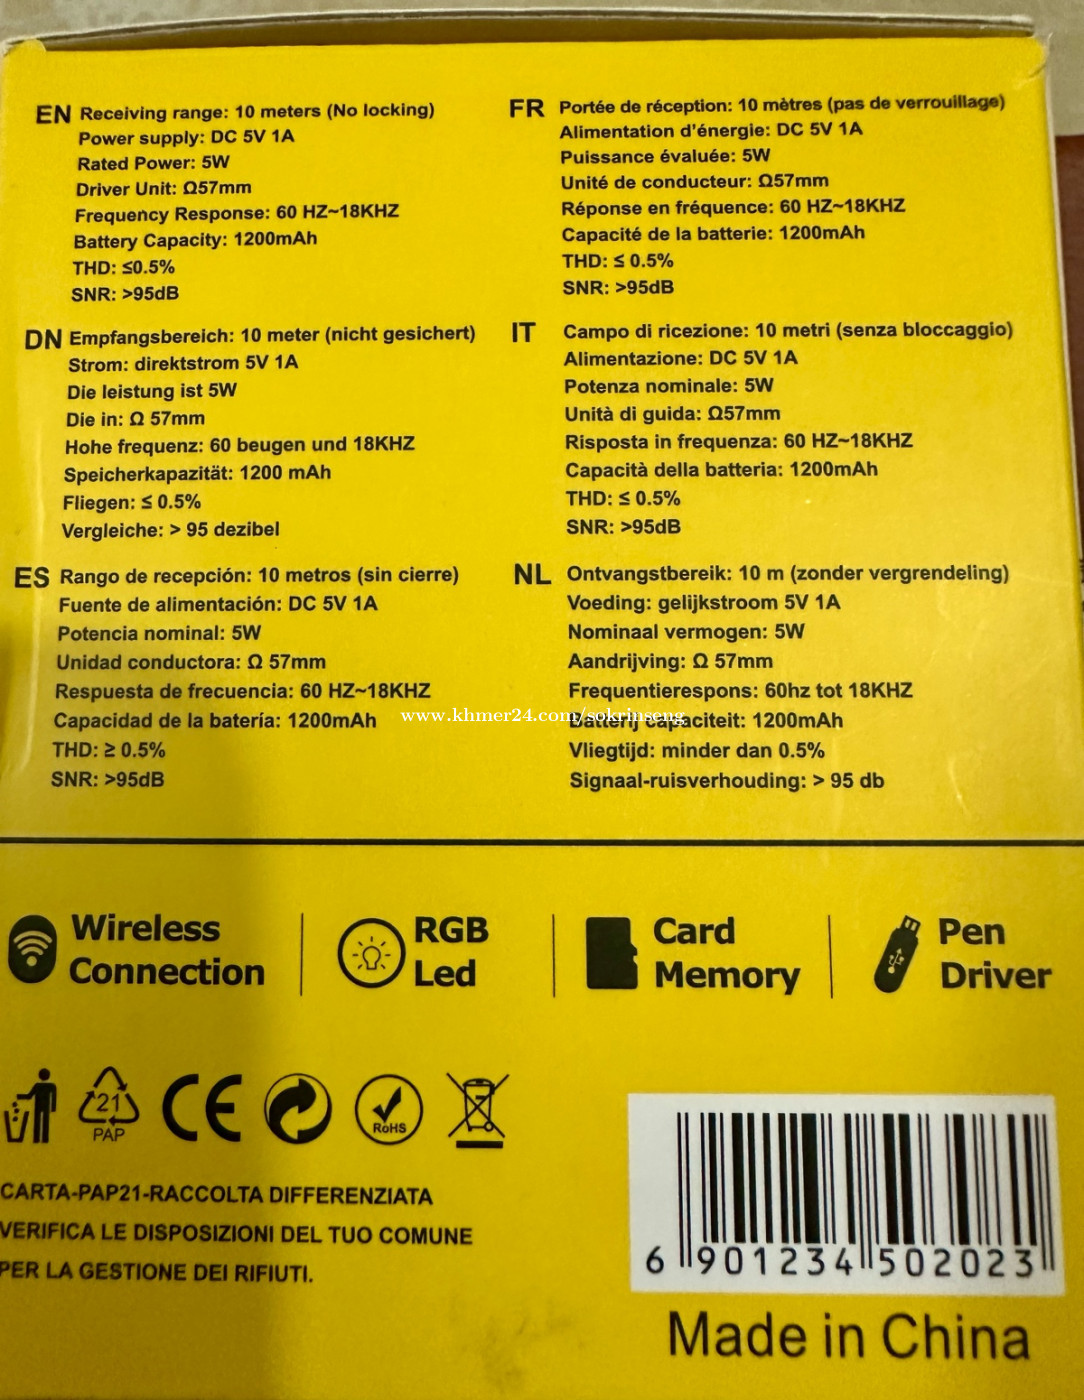 EN Receiving range: 10 meters (No locking)
Power supply: DC 5V 1A
Rated Power: 5W
Driver Unit: Ω57mm
Frequency Response: 60 HZ~18KHZ
Battery Capacity: 1200mAh
THD: ≤0.5%
SNR: >95dB
FR Portée de réception: 10 mètres (pas de verrouillage)
Alimentation d'énergie: DC 5V 1A
Puissance évaluée: 5W
Unité de conducteur: Ω57mm
Réponse en fréquence: 60 HZ~18KHZ
Capacité de la batterie: 1200mAh
THD: ≤ 0.5%
SNR: >95dB
DN Empfangsbereich: 10 meter (nicht gesichert)
Strom: direktstrom 5V 1A
Die leistung ist 5W
Die in: Ω 57mm
Hohe frequenz: 60 beugen und 18KHZ
Speicherkapazität: 1200 mAh
Fliegen: ≤ 0.5%
Vergleiche: > 95 dezibel
IT Campo di ricezione: 10 metri (senza bloccaggio)
Alimentazione: DC 5V 1A
Potenza nominale: 5W
Unità di guida: Ω57mm
Risposta in frequenza: 60 HZ~18KHZ
Capacità della batteria: 1200mAh
THD: ≤ 0.5%
SNR: >95dB
ES Rango de recepción: 10 metros (sin cierre)
Fuente de alimentación: DC 5V 1A
Potencia nominal: 5W
Unidad conductora: Ω 57mm
Respuesta de frecuencia: 60 HZ~18KHZ
Capacidad de la batería: 1200mAh
THD: ≥ 0.5%
SNR: >95dB
NL Ontvangstbereik: 10 m (zonder vergrendeling)
Voeding: gelijkstroom 5V 1A
Nominaal vermogen: 5W
Aandrijving: Ω 57mm
Frequentierespons: 60hz tot 18KHZ
Batterij capaciteit: 1200mAh
Vliegtijd: minder dan 0.5%
Signaal-ruisverhouding: > 95 db
www.khmer24.com/sokrinseng
Wireless
Connection
RGB
Led
Card
Memory
Pen
Driver
21
PAP
CE
RoHS
CARTA-PAP21-RACCOLTA DIFFERENZIATA
VERIFICA LE DISPOSIZIONI DEL TUO COMUNE
PER LA GESTIONE DEI RIFIUTI.
6 901234 502023
Made in China